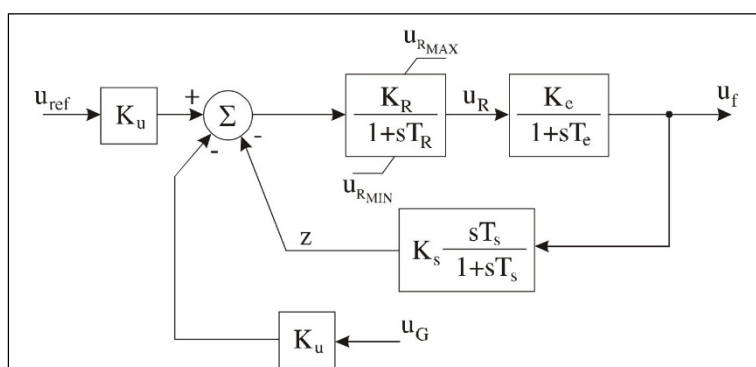 u_RMAX
u_ref
K_u
+
Σ
-
-
K_R
1+sT_R
u_R
K_e
1+sT_e
u_f
u_RMIN
z
K_s sT_s
1+sT_s
K_u
u_G